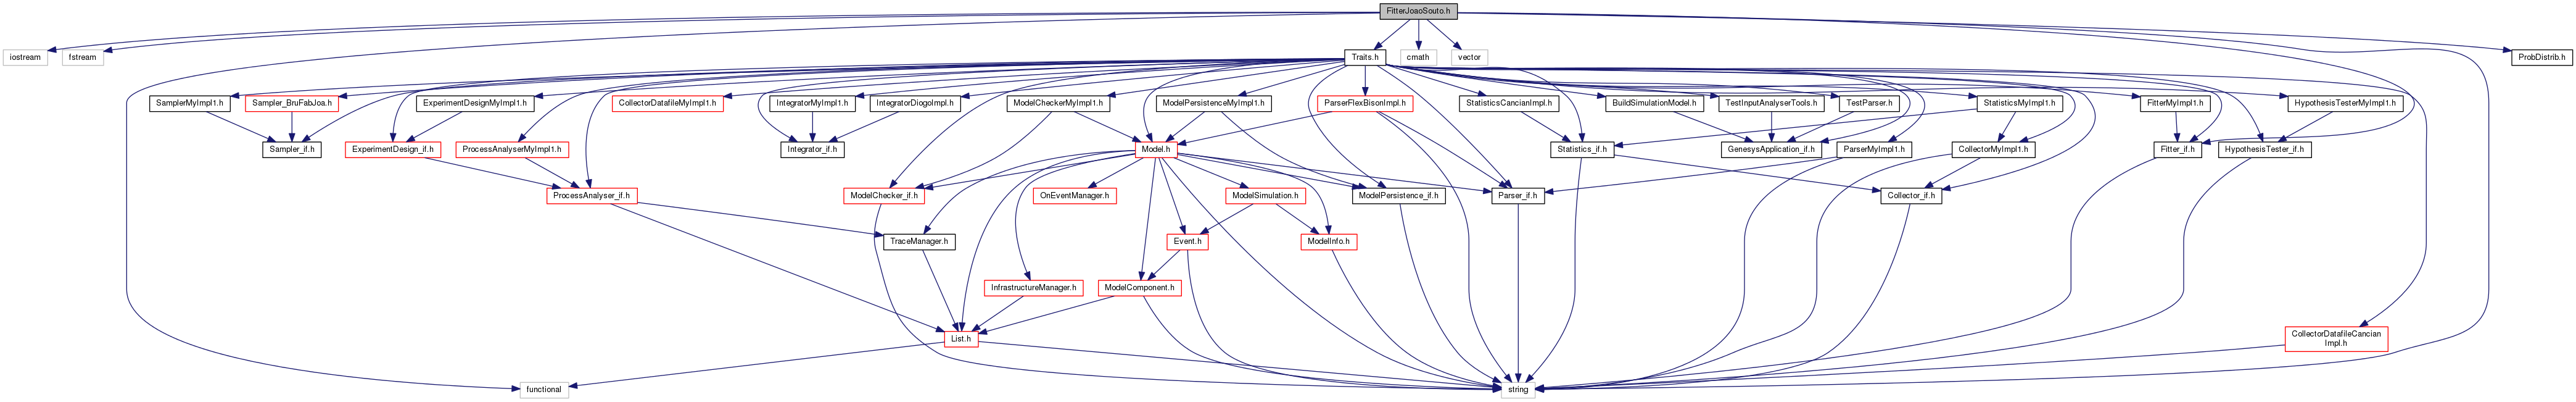 FitterJoaoSouto.h
iostream
fstream
Traits.h
cmath
vector
ProbDistrib.h
SamplerMyImpl1.h
Sampler_BruFabJoa.h
ExperimentDesignMyImpl1.h
CollectorDatafileMyImpl1.h
IntegratorMyImpl1.h
IntegratorDiogoImpl.h
ModelCheckerMyImpl1.h
ModelPersistenceMyImpl1.h
ParserFlexBisonImpl.h
StatisticsCancianImpl.h
BuildSimulationModel.h
TestInputAnalyserTools.h
TestParser.h
StatisticsMyImpl1.h
FitterMyImpl1.h
HypothesisTesterMyImpl1.h
Sampler_if.h
ExperimentDesign_if.h
ProcessAnalyserMyImpl1.h
Integrator_if.h
Model.h
Statistics_if.h
GenesysApplication_if.h
ParserMyImpl1.h
CollectorMyImpl1.h
Fitter_if.h
HypothesisTester_if.h
ProcessAnalyser_if.h
ModelChecker_if.h
OnEventManager.h
ModelSimulation.h
ModelPersistence_if.h
Parser_if.h
Collector_if.h
TraceManager.h
Event.h
ModelInfo.h
InfrastructureManager.h
ModelComponent.h
List.h
CollectorDatafileCancian
Impl.h
functional
string